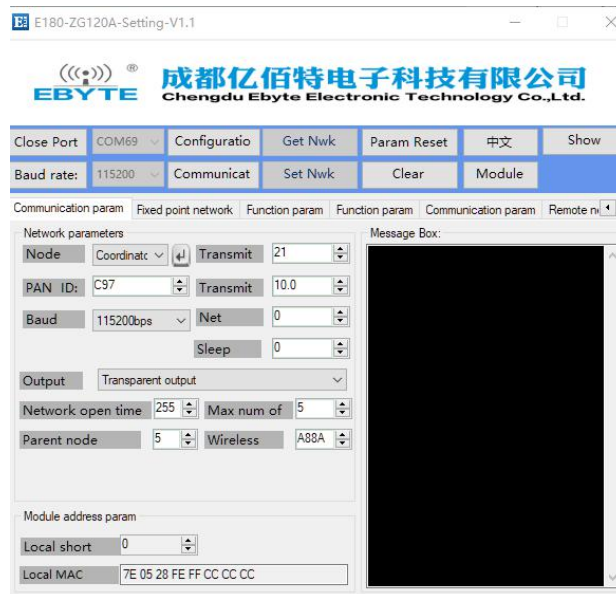 E180-ZG120A-Setting-V1.1
EBYTE ®
成都亿佰特电子科技有限公司
Chengdu Ebyte Electronic Technology Co.,Ltd.
Close Port COM69 Configuratio Get Nwk Param Reset 中文 Show
Baud rate: 115200 Communicat Set Nwk Clear Module
Communication param Fixed point network Function param Function param Communication param Remote n
Network parameters
Node Coordinatc Transmit 21
PAN ID: C97 Transmit 10.0
Baud 115200bps Net 0
Sleep 0
Output Transparent output
Network open time 255 Max num of 5
Parent node 5 Wireless A88A
Module address param
Local short 0
Local MAC 7E 05 28 FE FF CC CC CC
Message Box: